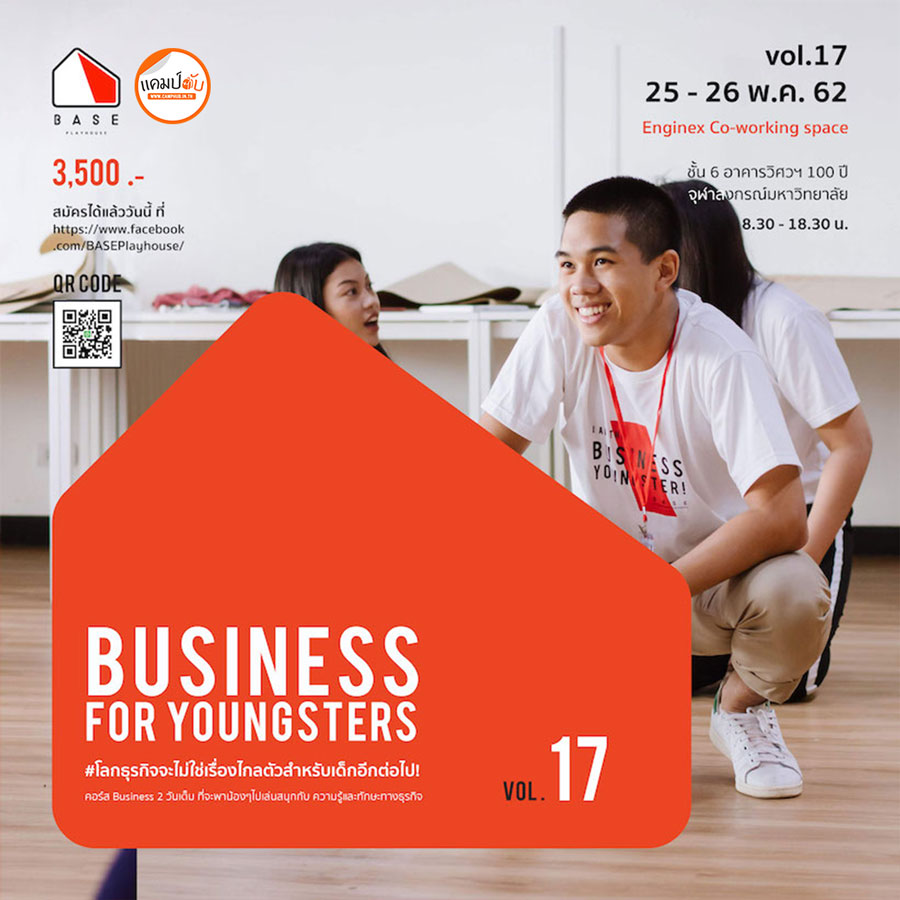 BASE
PLAYHOUSE
แคมป์ฮับ
WWW.CAMPHUB.IN.TH
3,500 .-
สมัครได้แล้ววันนี้ ที่
https://www.facebook
.com/BASEPlayhouse/
QR CODE
vol.17
25 - 26 พ.ค. 62
Enginex Co-working space
ชั้น 6 อาคารวิศวฯ 100 ปี
จุฬาลงกรณ์มหาวิทยาลัย
8.30 - 18.30 น.
BUSINESS
YOUNGSTER!
BASE
BUSINESS
FOR YOUNGSTERS
#โลกธุรกิจจะไม่ใช่เรื่องไกลตัวสำหรับเด็กอีกต่อไป!
คอร์ส Business 2 วันเต็ม ที่จะพาน้องๆไปเล่นสนุกกับ ความรู้และทักษะทางธุรกิจ
VOL. 17